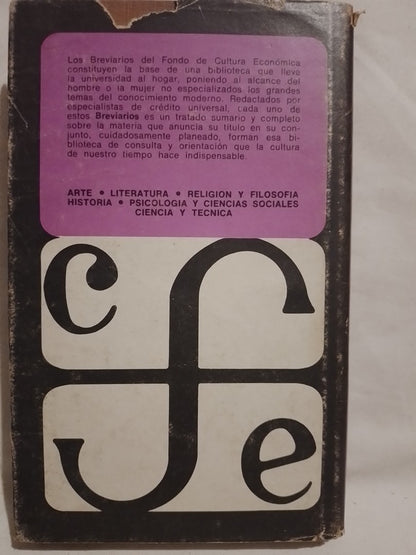 Los Breviarios del Fondo de Cultura Económica
constituyen la base de una biblioteca que lleva
la universidad al hogar, poniendo al alcance del
hombre o la mujer no especializados los grandes
temas del conocimiento moderno. Redactados por
especialistas de crédito universal, cada uno de
estos Breviarios es un tratado sumario y completo
sobre la materia que anuncia su título en su con-
junto, cuidadosamente planeado, forman esa bi-
blioteca de consulta y orientación que la cultura
de nuestro tiempo hace indispensable.
ARTE • LITERATURA • RELIGION Y FILOSOFIA
HISTORIA • PSICOLOGIA Y CIENCIAS SOCIALES
CIENCIA Y TECNICA
c f
e